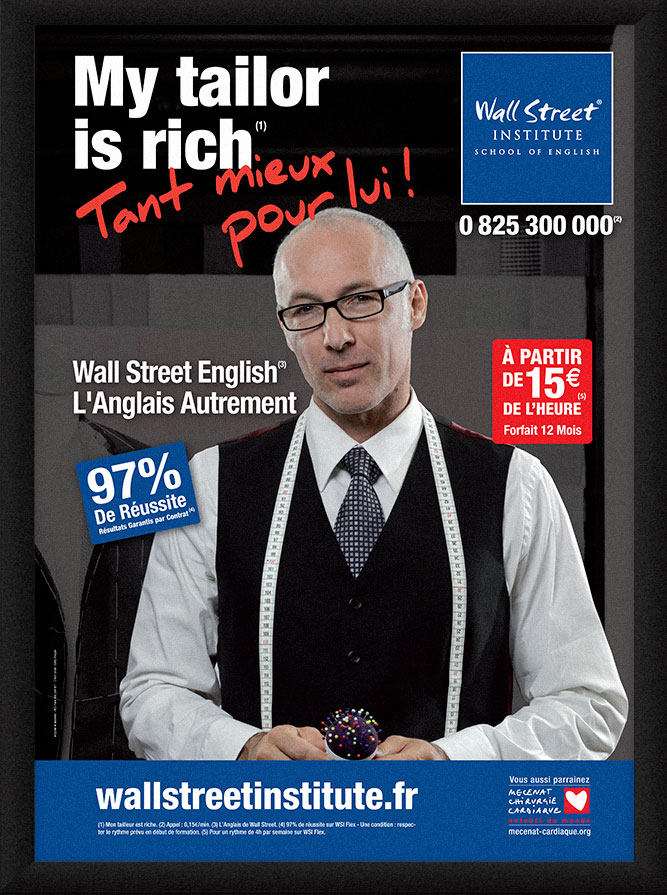 My tailor
is rich(1)
Tant mieux
pour lui !
Wall Street®
INSTITUTE
SCHOOL OF ENGLISH
0 825 300 000(2)
Wall Street English(3)
L'Anglais Autrement
À PARTIR
DE 15€
DE L'HEURE(5)
Forfait 12 Mois
97%
De Réussite
Résultats Garantis par Contrat(4)
wallstreetinstitute.fr
Vous aussi parrainez
MECENAT
CHIRURGIE
CARDIAQUE
enfants du monde
mecenat-cardiaque.org
(1) Mon tailleur est riche. (2) Appel : 0,15€/min. (3) L'Anglais de Wall Street. (4) 97% de réussite sur WSI Flex - Une condition : respec-
ter le rythme prévu en début de formation. (5) Pour un rythme de 4h par semaine sur WSI Flex.